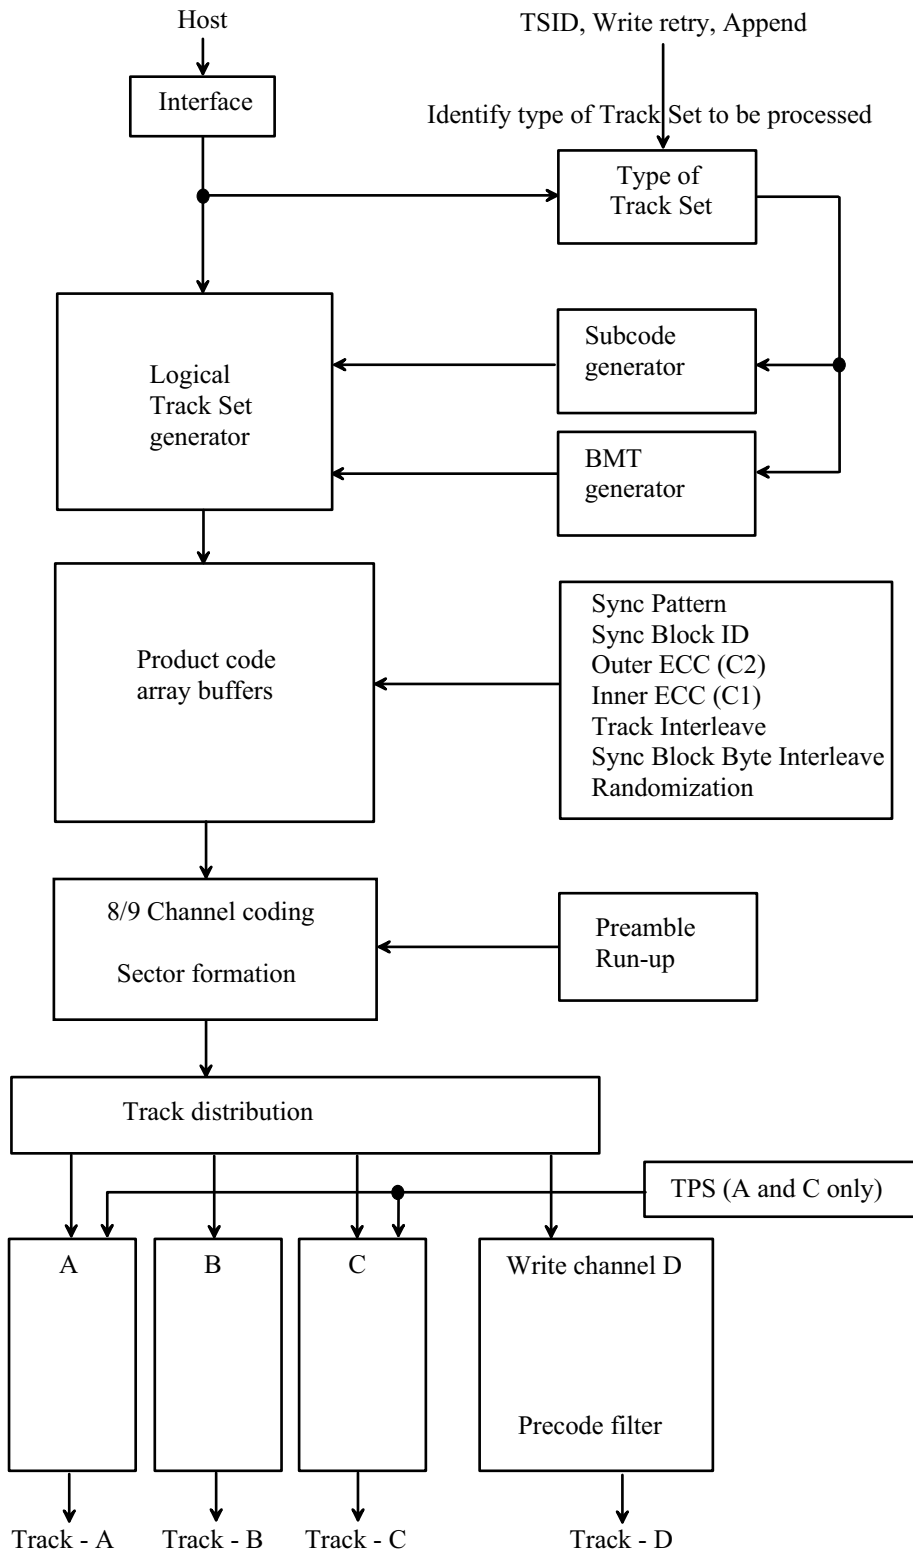 Host
TSID, Write retry, Append
Interface
Identify type of Track Set to be processed
Type of
Track Set
Subcode
generator
Logical
Track Set
generator
BMT
generator
Product code
array buffers
Sync Pattern
Sync Block ID
Outer ECC (C2)
Inner ECC (C1)
Track Interleave
Sync Block Byte Interleave
Randomization
8/9 Channel coding
Sector formation
Preamble
Run-up
Track distribution
TPS (A and C only)
A
B
C
Write channel D
Precode filter
Track - A
Track - B
Track - C
Track - D